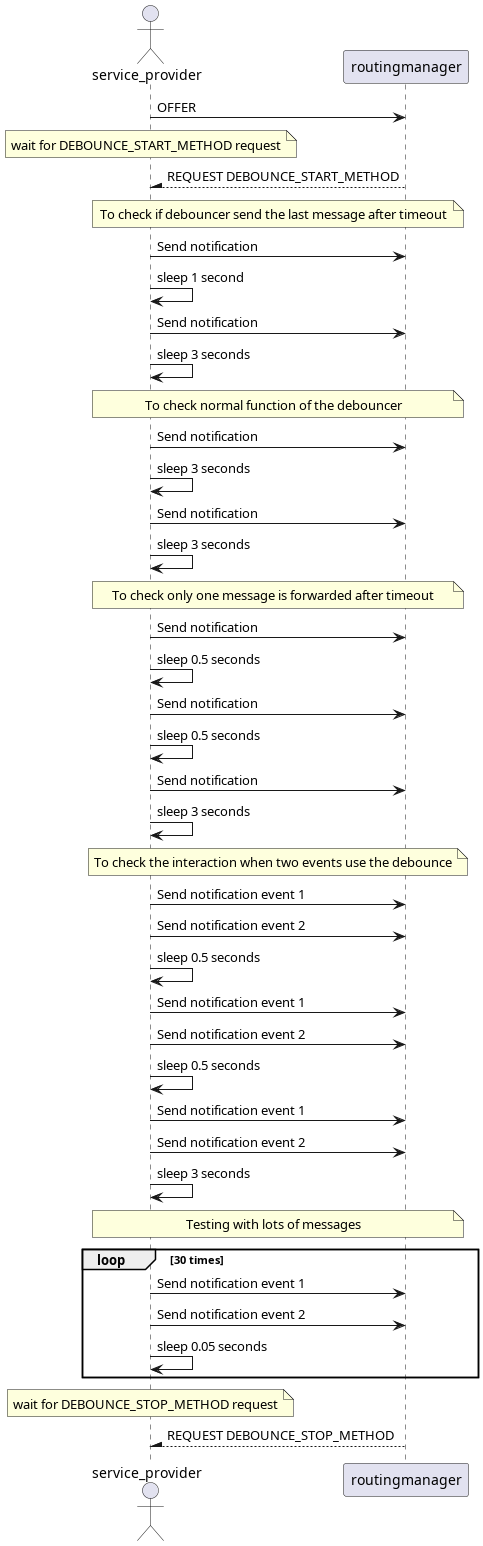 service_provider
routingmanager
OFFER
wait for DEBOUNCE_START_METHOD request
REQUEST DEBOUNCE_START_METHOD
To check if debouncer send the last message after timeout
Send notification
sleep 1 second
Send notification
sleep 3 seconds
To check normal function of the debouncer
Send notification
sleep 3 seconds
Send notification
sleep 3 seconds
To check only one message is forwarded after timeout
Send notification
sleep 0.5 seconds
Send notification
sleep 0.5 seconds
Send notification
sleep 3 seconds
To check the interaction when two events use the debounce
Send notification event 1
Send notification event 2
sleep 0.5 seconds
Send notification event 1
Send notification event 2
sleep 0.5 seconds
Send notification event 1
Send notification event 2
sleep 3 seconds
Testing with lots of messages
loop [30 times]
Send notification event 1
Send notification event 2
sleep 0.05 seconds
wait for DEBOUNCE_STOP_METHOD request
REQUEST DEBOUNCE_STOP_METHOD
service_provider
routingmanager